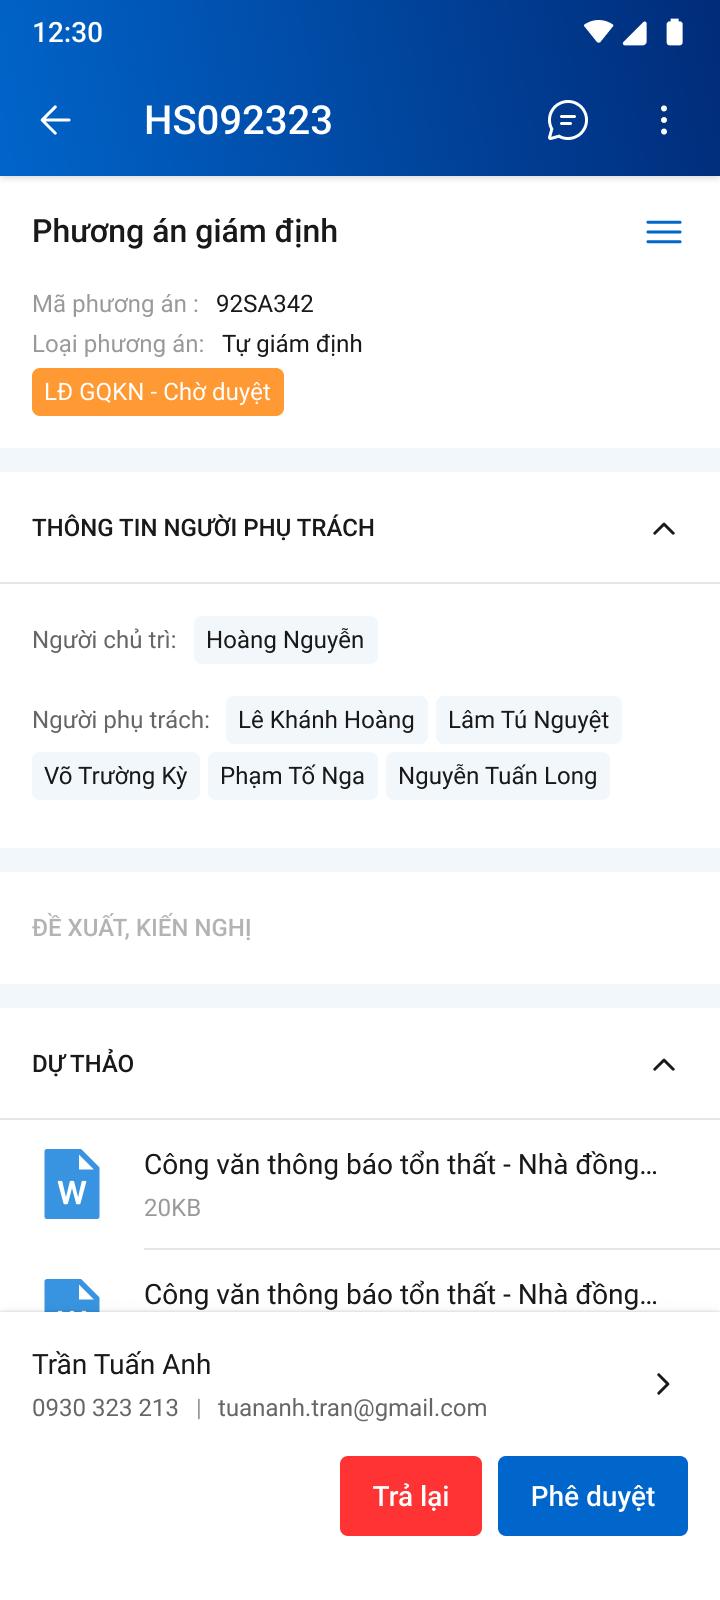 12:30
HS092323
Phương án giám định
Mã phương án : 92SA342
Loại phương án: Tự giám định
LĐ GQKN - Chờ duyệt
THÔNG TIN NGƯỜI PHỤ TRÁCH
Người chủ trì: Hoàng Nguyễn
Người phụ trách: Lê Khánh Hoàng Lâm Tú Nguyệt
Võ Trường Kỳ Phạm Tố Nga Nguyễn Tuấn Long
ĐỀ XUẤT, KIẾN NGHỊ
DỰ THẢO
W Công văn thông báo tổn thất - Nhà đồng...
20KB
Công văn thông báo tổn thất - Nhà đồng...
Trần Tuấn Anh
0930 323 213 | tuananh.tran@gmail.com
Trả lại Phê duyệt